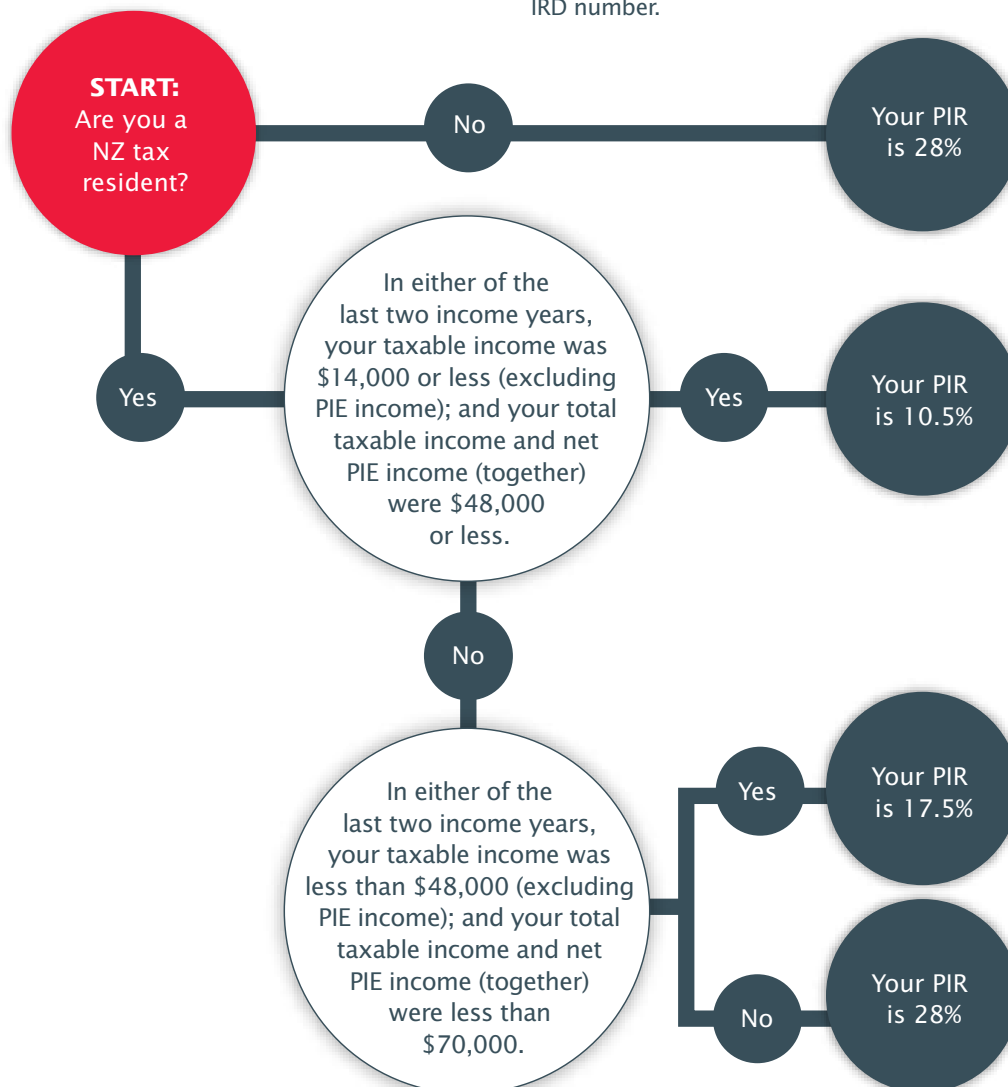 IRD number.
START:
Are you a
NZ tax
resident?
No
Your PIR
is 28%
In either of the
last two income years,
your taxable income was
$14,000 or less (excluding
PIE income); and your total
taxable income and net
PIE income (together)
were $48,000
or less.
Yes
Yes
Your PIR
is 10.5%
No
In either of the
last two income years,
your taxable income was
less than $48,000 (excluding
PIE income); and your total
taxable income and net
PIE income (together)
were less than
$70,000.
Yes
Your PIR
is 17.5%
No
Your PIR
is 28%